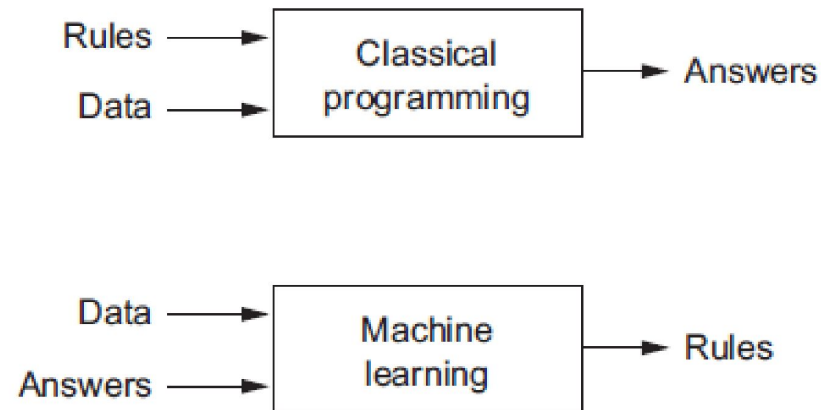 Rules
Data
Classical
programming
Answers
Data
Answers
Machine
learning
Rules